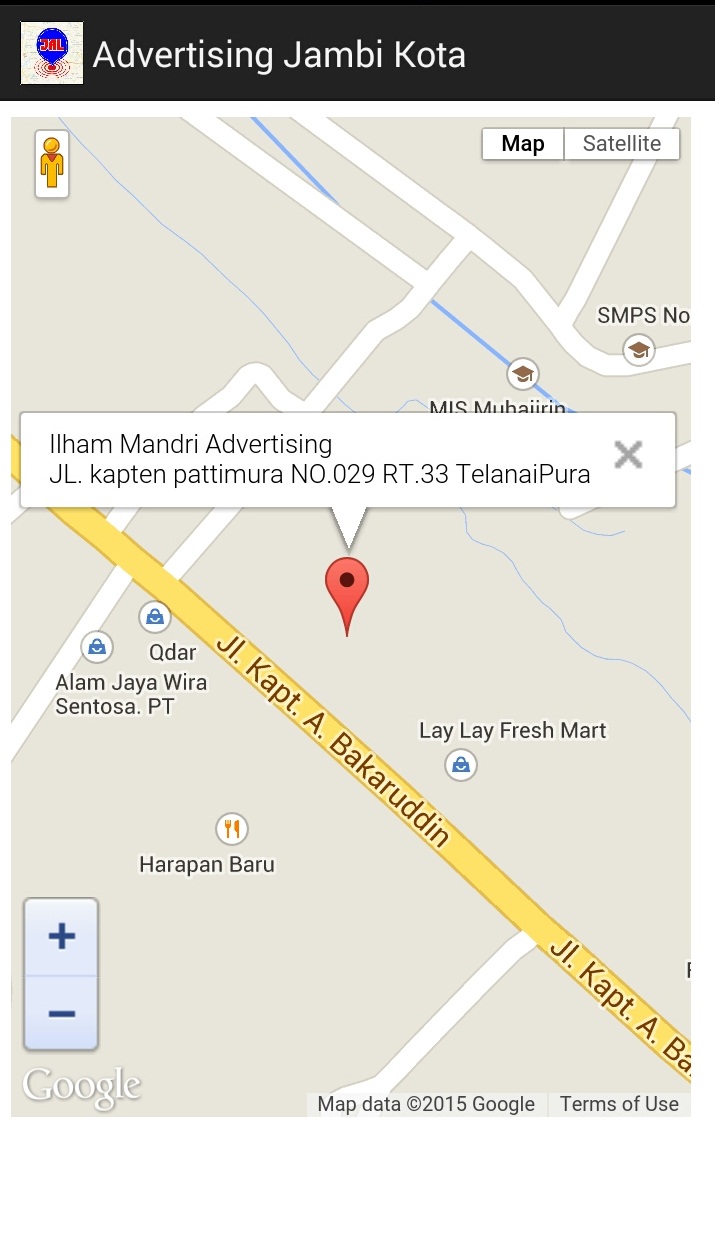 JAL
Advertising Jambi Kota
Map
Satellite
SMPS No
MIS Muhajirin
Ilham Mandri Advertising
JL. kapten pattimura NO.029 RT.33 TelanaiPura
Qdar
Alam Jaya Wira
Sentosa. PT
Jl. Kapt. A. Bakaruddin
Lay Lay Fresh Mart
Harapan Baru
+
−
Jl. Kapt. A. Ba
Google
Map data ©2015 Google
Terms of Use